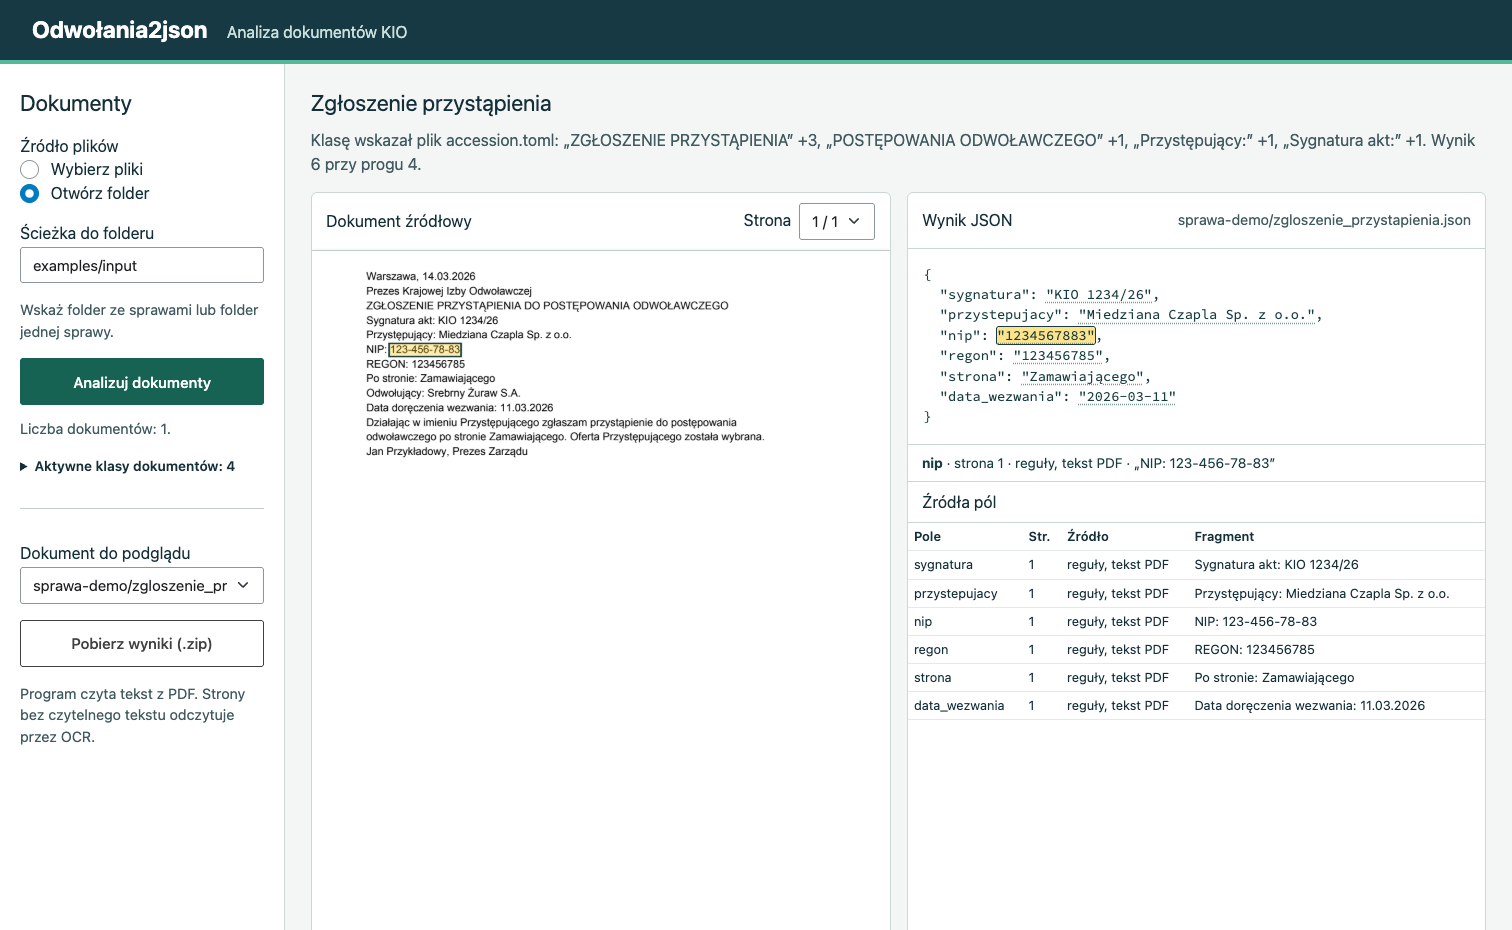 Odwołania2json
Analiza dokumentów KIO
Dokumenty
Źródło plików
Wybierz pliki
Otwórz folder
Ścieżka do folderu
examples/input
Wskaż folder ze sprawami lub folder
jednej sprawy.
Analizuj dokumenty
Liczba dokumentów: 1.
Aktywne klasy dokumentów: 4
Dokument do podglądu
sprawa-demo/zgloszenie_pr
Pobierz wyniki (.zip)
Program czyta tekst z PDF. Strony
bez czytelnego tekstu odczytuje
przez OCR.
Zgłoszenie przystąpienia
Klasę wskazał plik accession.toml: „ZGŁOSZENIE PRZYSTĄPIENIA” +3, „POSTĘPOWANIA ODWOŁAWCZEGO” +1, „Przystępujący:” +1, „Sygnatura akt:” +1. Wynik
6 przy progu 4.
Dokument źródłowy
Strona
1 / 1
Warszawa, 14.03.2026
Prezes Krajowej Izby Odwoławczej
ZGŁOSZENIE PRZYSTĄPIENIA DO POSTĘPOWANIA ODWOŁAWCZEGO
Sygnatura akt: KIO 1234/26
Przystępujący: Miedziana Czapla Sp. z o.o.
NIP: 123-456-78-83
REGON: 123456785
Po stronie: Zamawiającego
Odwołujący: Srebrny Żuraw S.A.
Data doręczenia wezwania: 11.03.2026
Działając w imieniu Przystępującego zgłaszam przystąpienie do postępowania
odwoławczego po stronie Zamawiającego. Oferta Przystępującego została wybrana.
Jan Przykładowy, Prezes Zarządu
Wynik JSON
sprawa-demo/zgloszenie_przystapienia.json
{
"sygnatura": "KIO 1234/26",
"przystepujacy": "Miedziana Czapla Sp. z o.o.",
"nip": "1234567883",
"regon": "123456785",
"strona": "Zamawiającego",
"data_wezwania": "2026-03-11"
}
nip · strona 1 · reguły, tekst PDF · „NIP: 123-456-78-83”
Źródła pól
Pole Str. Źródło Fragment
sygnatura 1 reguły, tekst PDF Sygnatura akt: KIO 1234/26
przystepujacy 1 reguły, tekst PDF Przystępujący: Miedziana Czapla Sp. z o.o.
nip 1 reguły, tekst PDF NIP: 123-456-78-83
regon 1 reguły, tekst PDF REGON: 123456785
strona 1 reguły, tekst PDF Po stronie: Zamawiającego
data_wezwania 1 reguły, tekst PDF Data doręczenia wezwania: 11.03.2026